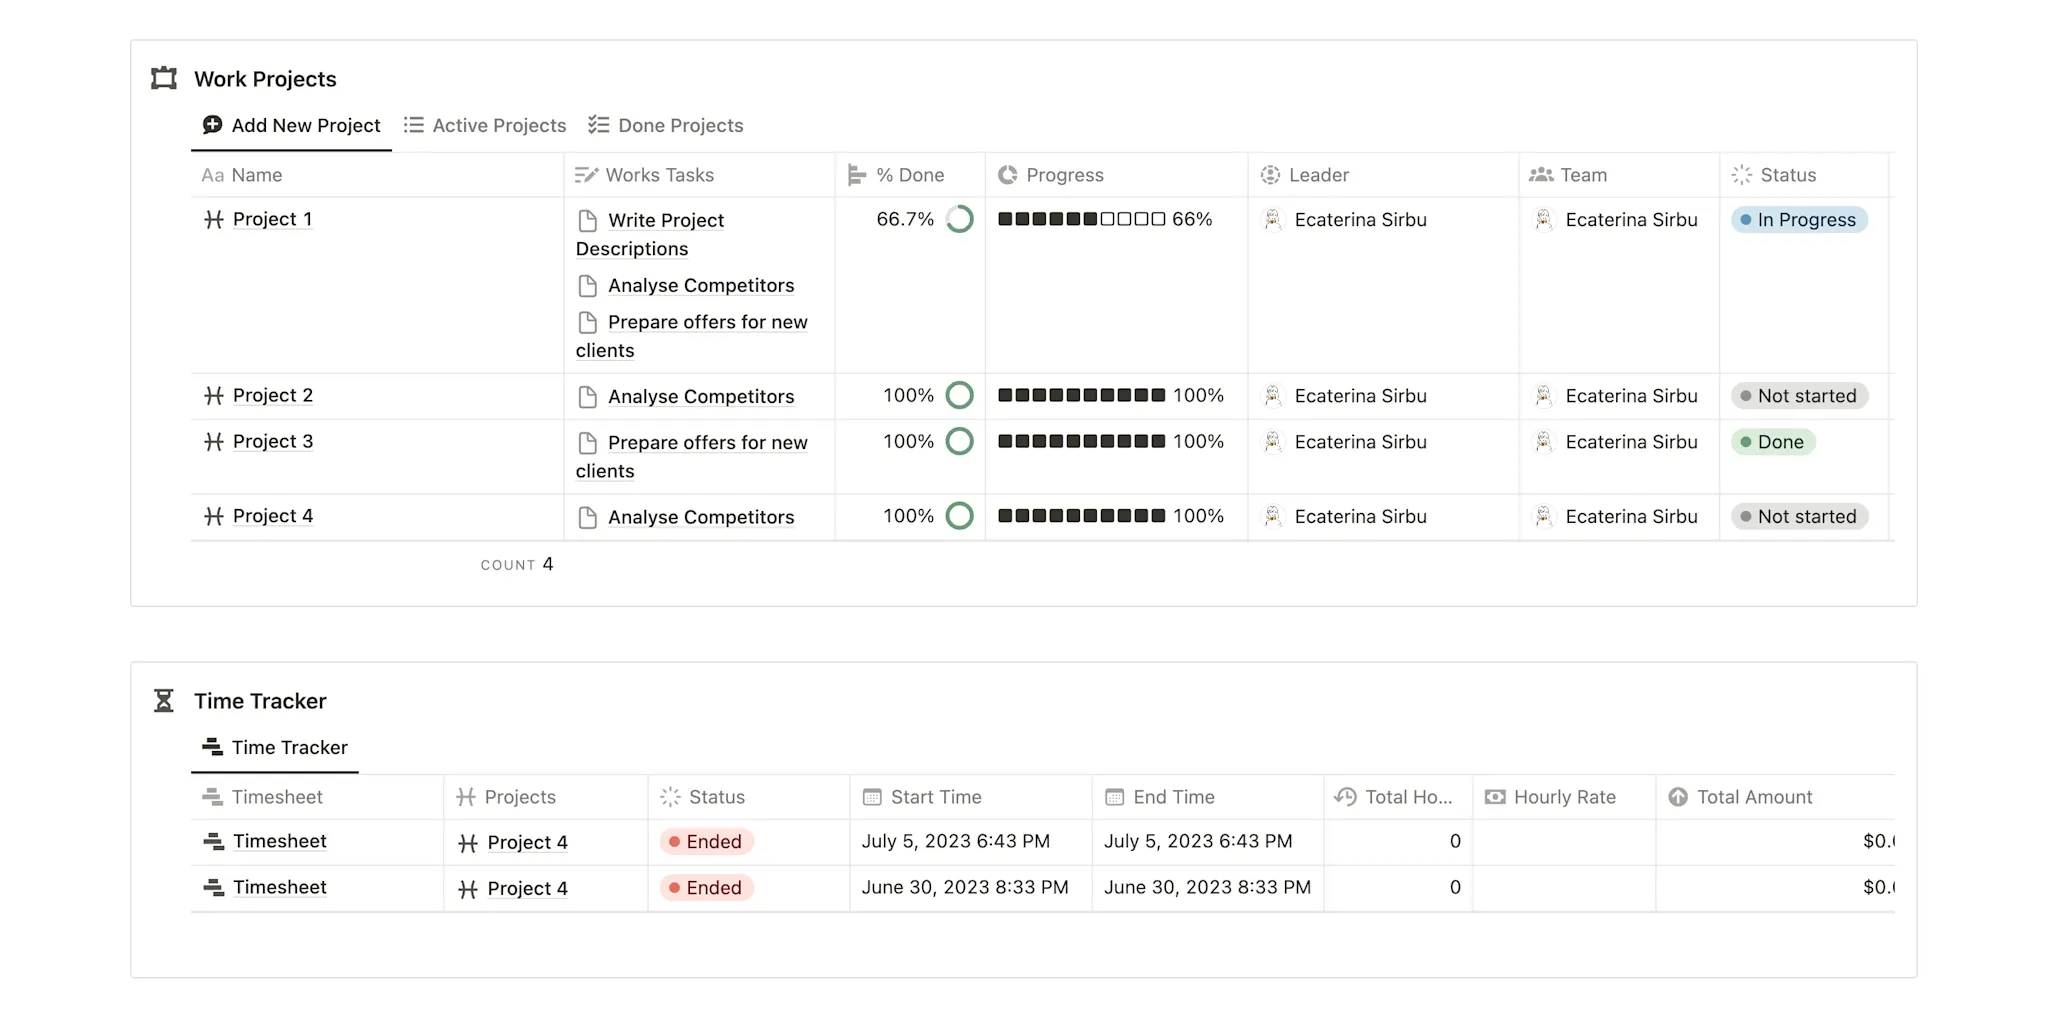 Work Projects
Add New Project Active Projects Done Projects
Aa Name Works Tasks % Done Progress Leader Team Status
Project 1 Write Project Descriptions 66.7% 66% Ecaterina Sirbu Ecaterina Sirbu In Progress
Analyse Competitors
Prepare offers for new clients
Project 2 Analyse Competitors 100% 100% Ecaterina Sirbu Ecaterina Sirbu Not started
Project 3 Prepare offers for new clients 100% 100% Ecaterina Sirbu Ecaterina Sirbu Done
Project 4 Analyse Competitors 100% 100% Ecaterina Sirbu Ecaterina Sirbu Not started
COUNT 4
Time Tracker
Time Tracker
Timesheet Projects Status Start Time End Time Total Ho... Hourly Rate Total Amount
Timesheet Project 4 Ended July 5, 2023 6:43 PM July 5, 2023 6:43 PM 0
Timesheet Project 4 Ended June 30, 2023 8:33 PM June 30, 2023 8:33 PM 0